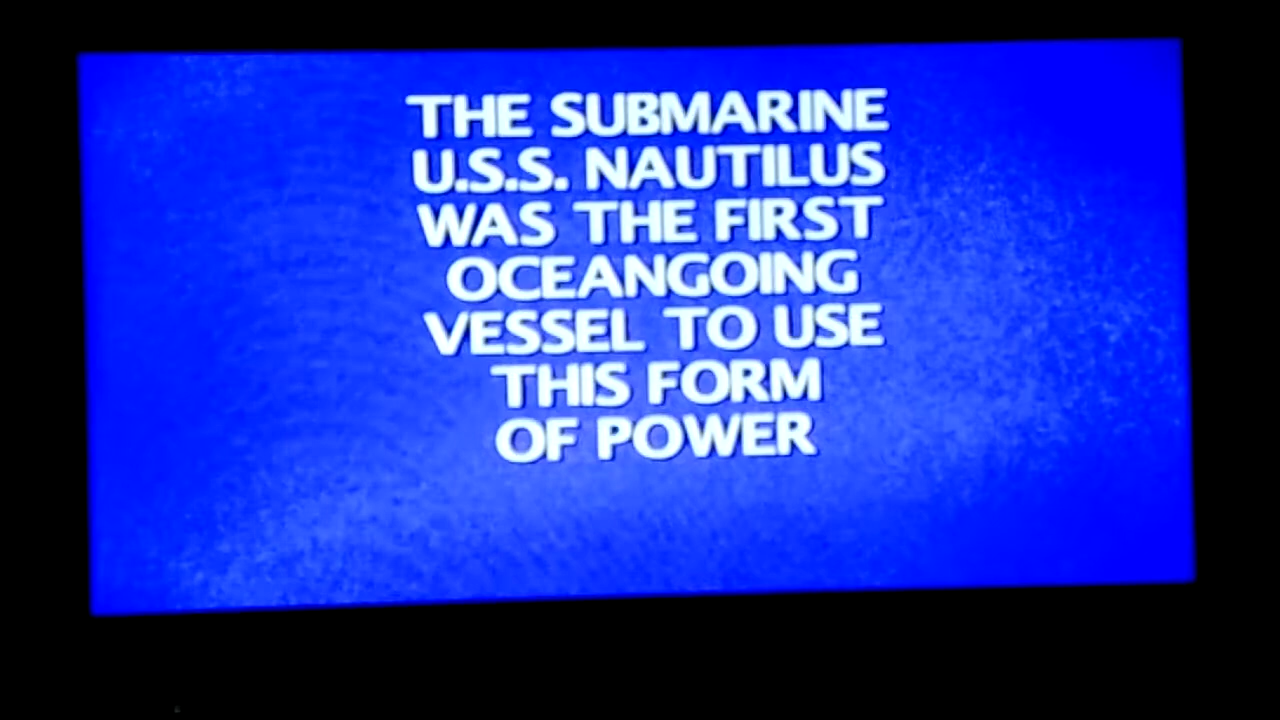 THE SUBMARINE
U.S.S. NAUTILUS
WAS THE FIRST
OCEANGOING
VESSEL TO USE
THIS FORM
OF POWER